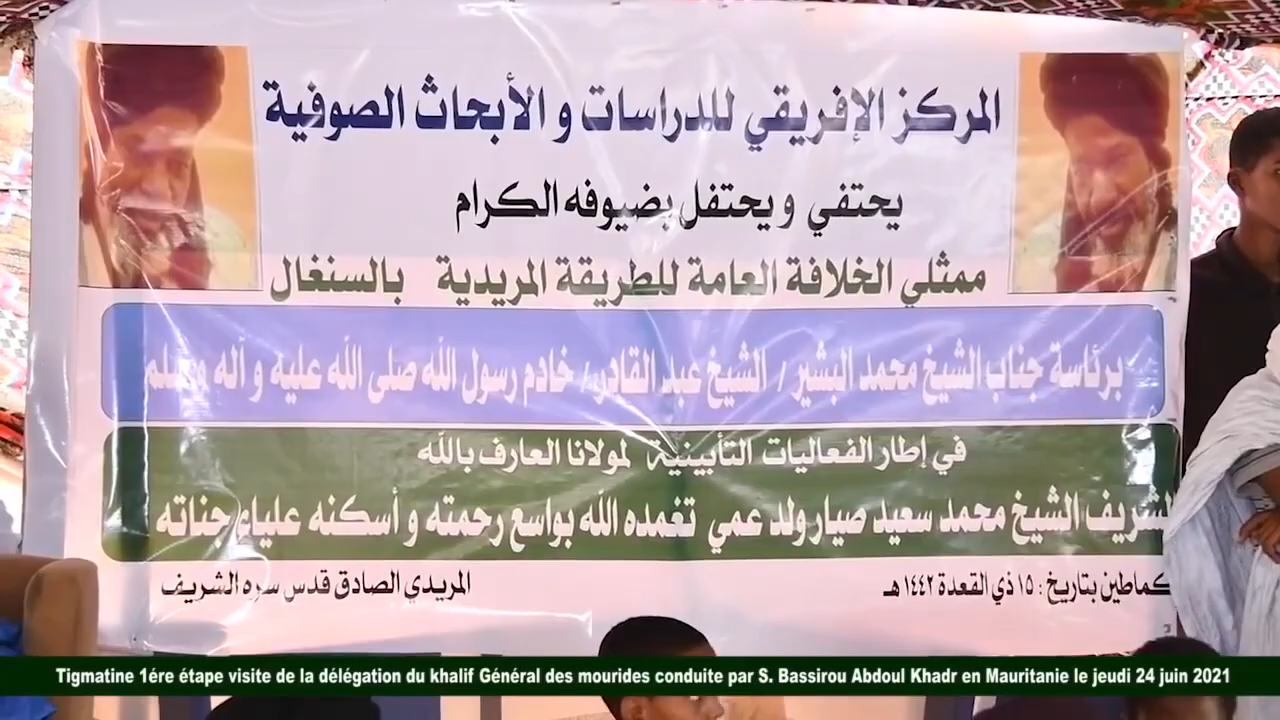 المركز الإفريقي للدراسات و الأبحاث الصوفية
يحتفي و يحتفل بضيوفه الكرام
ممثلي الخلافة العامة للطريقة المريدية بالسنغال
برئاسة جناب الشيخ محمد البشير / الشيخ عبد القادر / خادم رسول الله صلى الله عليه و آله وسلم
في إطار الفعاليات التأبينية لمولانا العارف بالله
الشريف الشيخ محمد سعيد صيار ولد عمي تغمده الله بواسع رحمته و أسكنه علياء جناته
كماطين بتاريخ : ١٥ ذي القعدة ١٤٤٢ هـ المريدي الصادق قدس سره الشريف
Tigmatine 1ére étape visite de la délégation du khalif Général des mourides conduite par S. Bassirou Abdoul Khadr en Mauritanie le jeudi 24 juin 2021